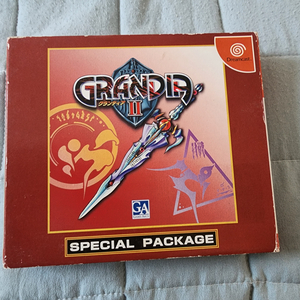 Dreamcast
GRANDIA
グランディア
II
GA
SPECIAL PACKAGE